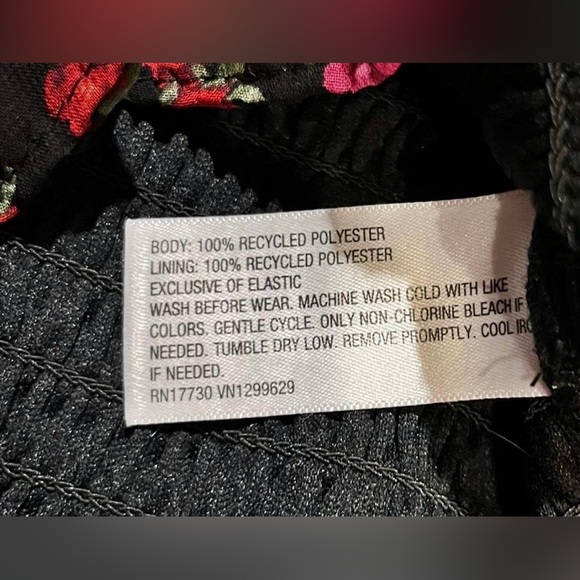 BODY: 100% RECYCLED POLYESTER
LINING: 100% RECYCLED POLYESTER
EXCLUSIVE OF ELASTIC
WASH BEFORE WEAR. MACHINE WASH COLD WITH LIKE
COLORS. GENTLE CYCLE. ONLY NON-CHLORINE BLEACH IF
NEEDED. TUMBLE DRY LOW. REMOVE PROMPTLY. COOL
IF NEEDED.
RN17730 VN1299629